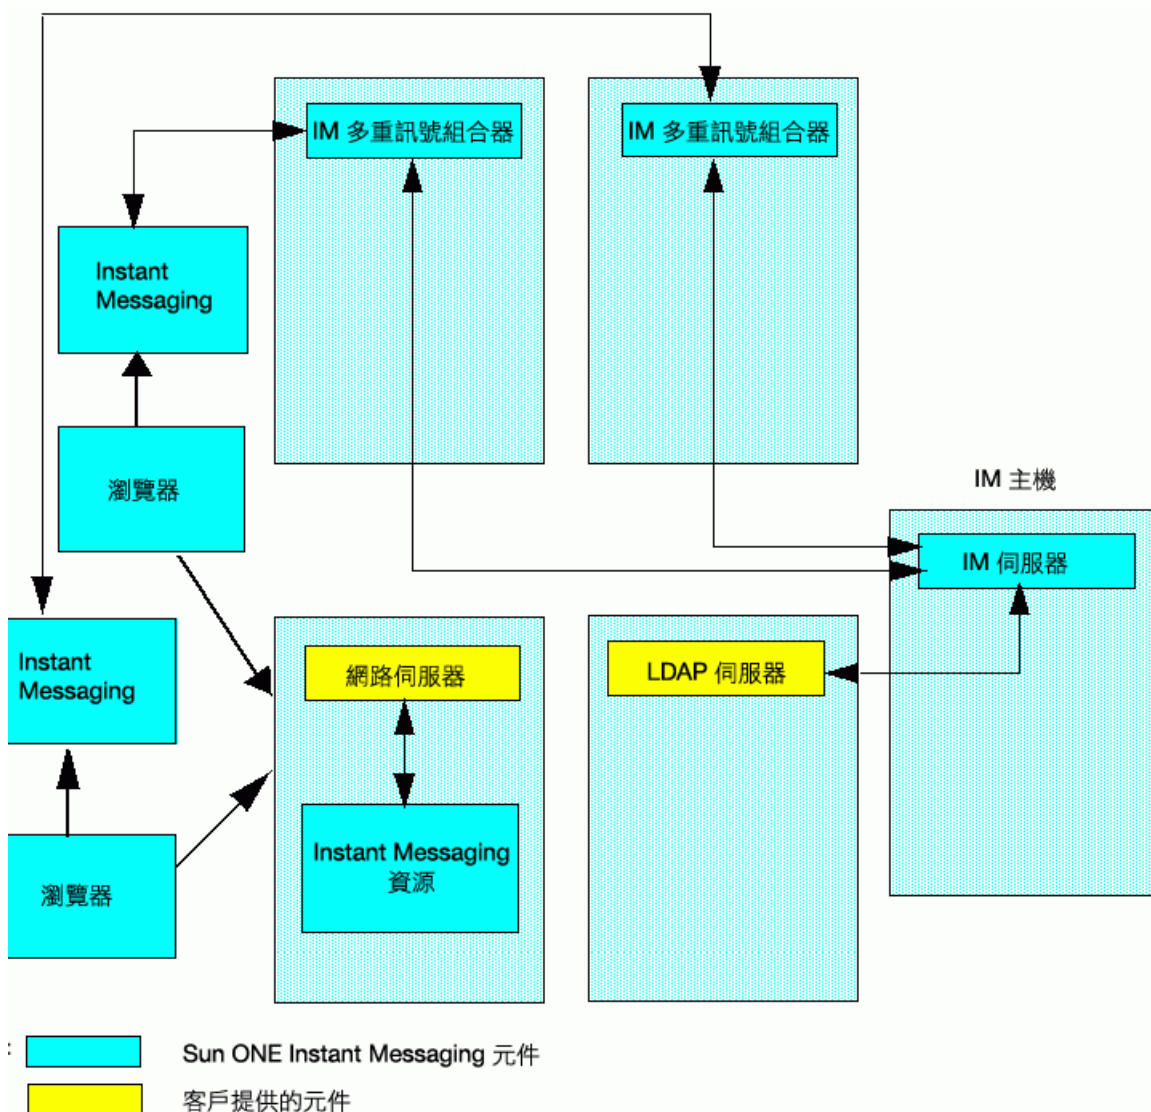 IM 多重訊號組合器
IM 多重訊號組合器
Instant
Messaging
瀏覽器
IM 主機
IM 伺服器
Instant
Messaging
網路伺服器
LDAP 伺服器
Instant Messaging
資源
瀏覽器
Sun ONE Instant Messaging 元件
客戶提供的元件